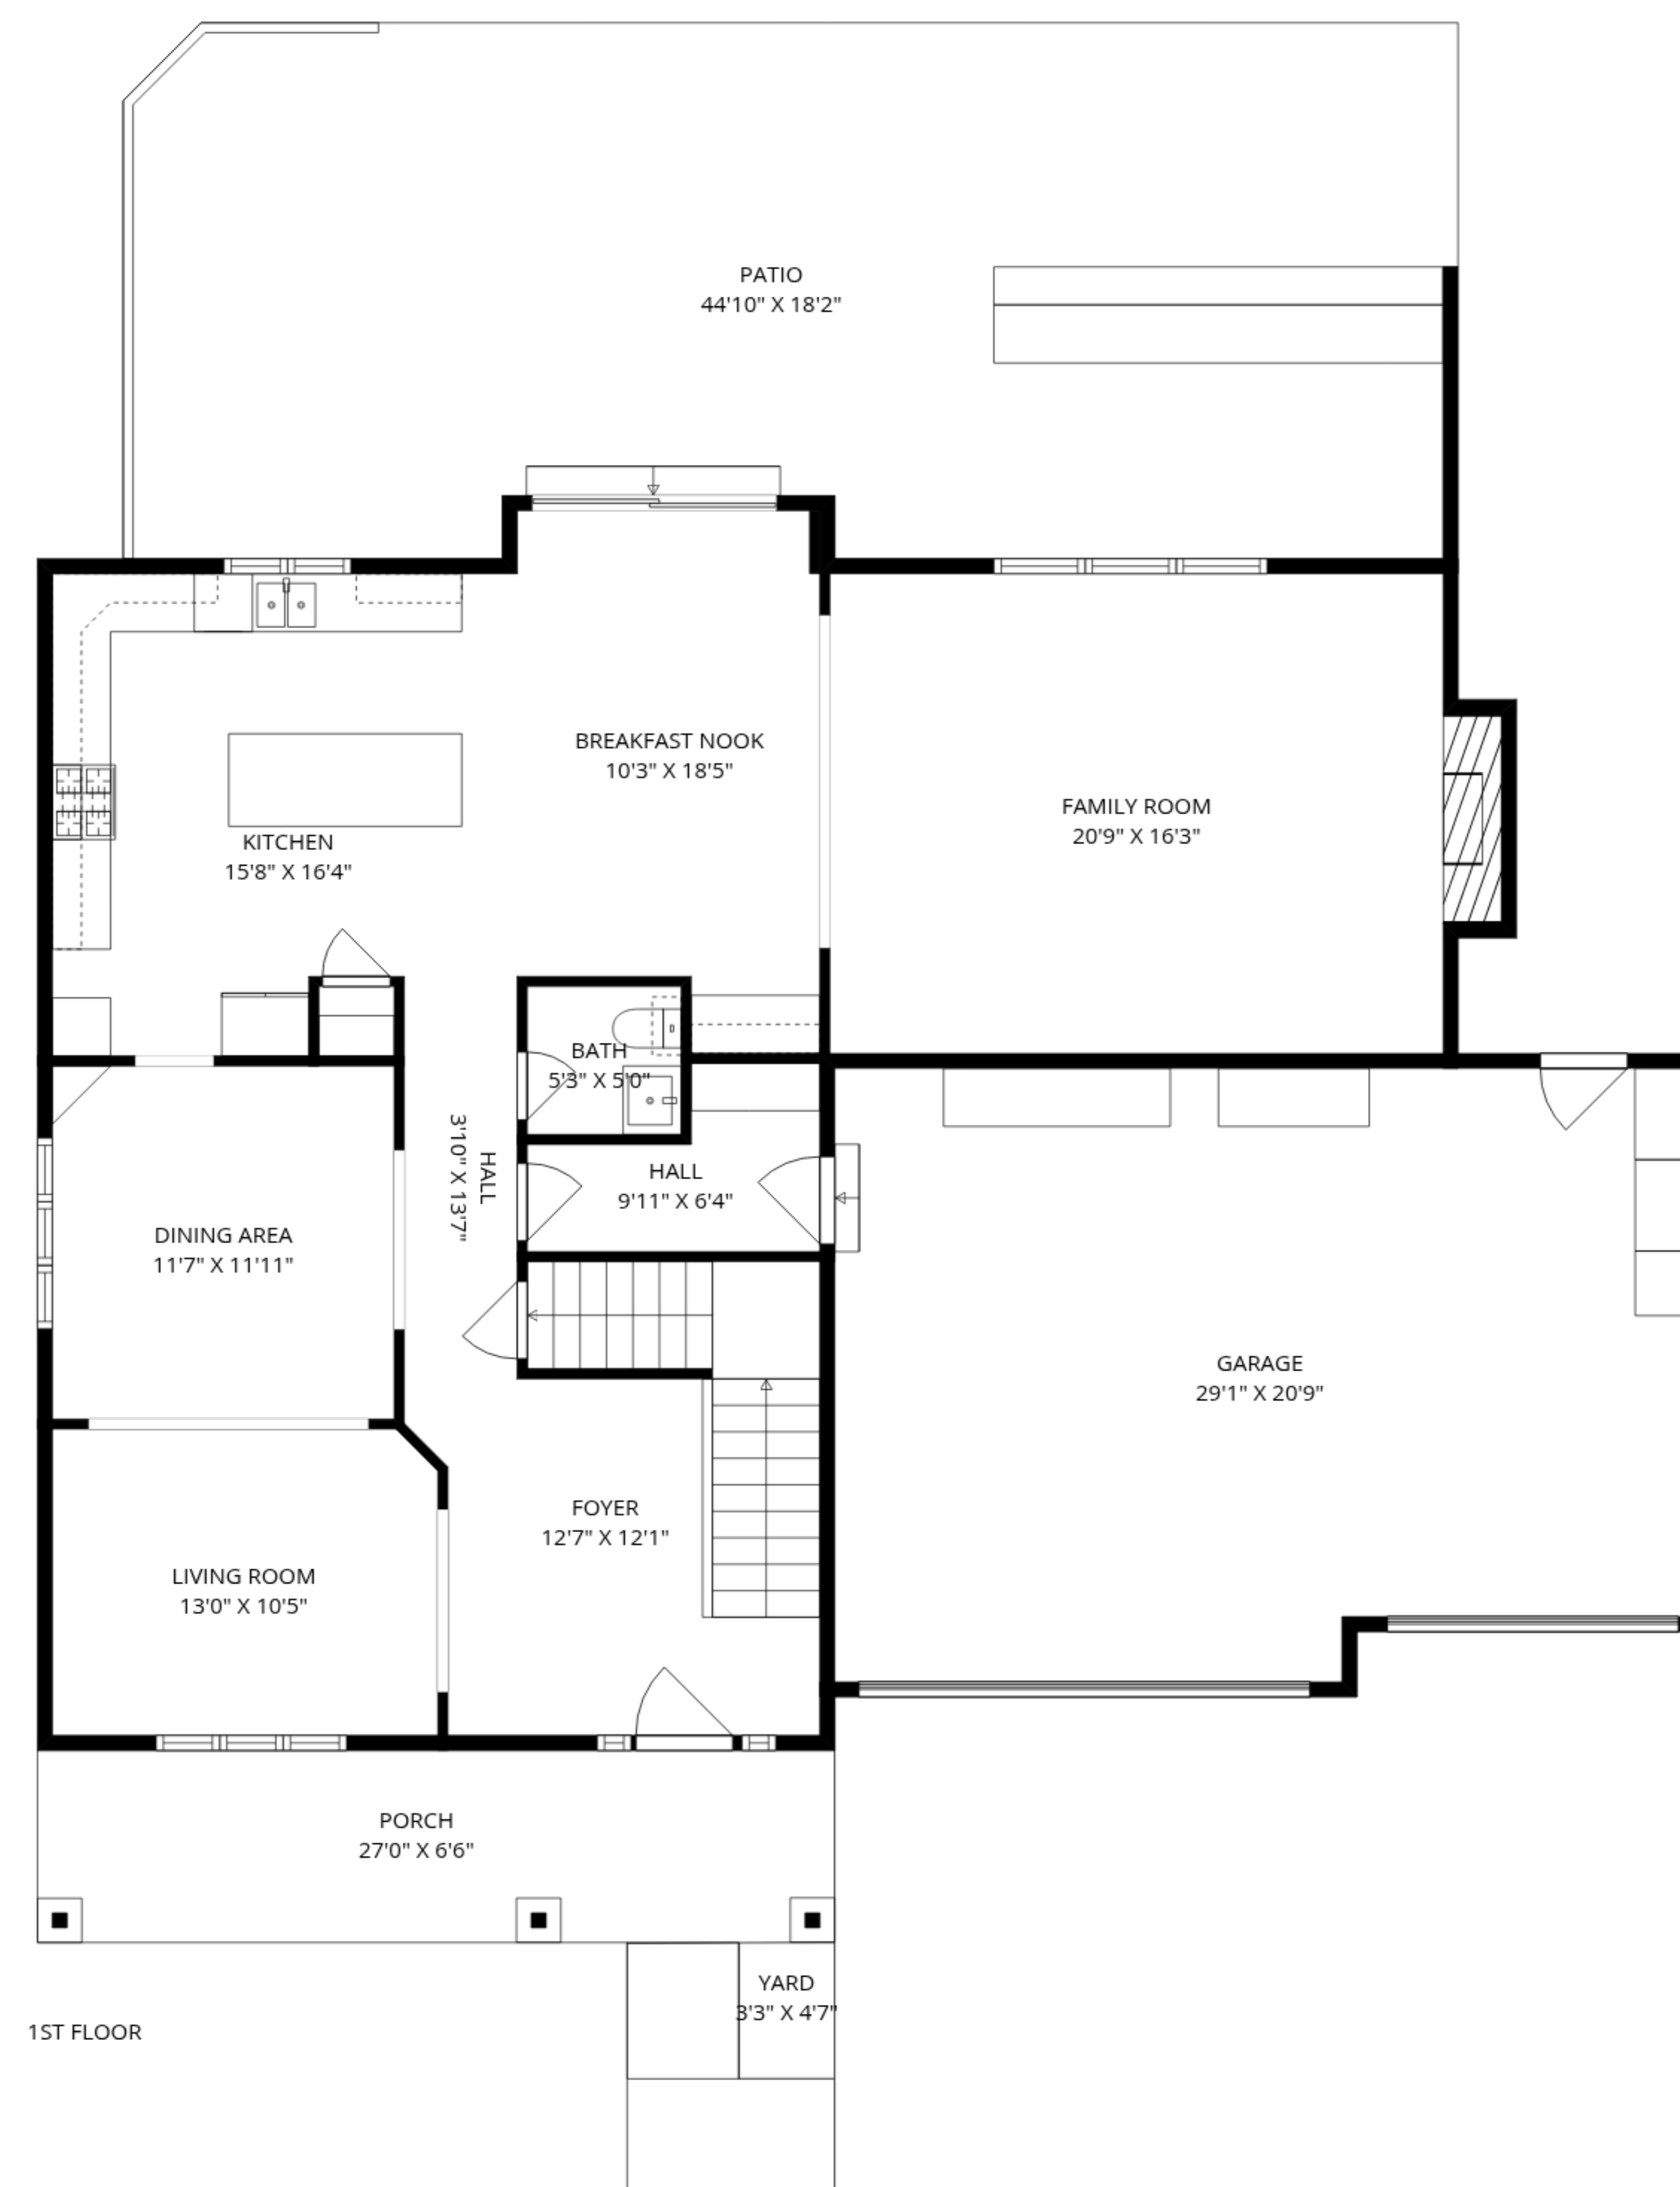 PATIO
44'10" X 18'2"
BREAKFAST NOOK
10'3" X 18'5"
FAMILY ROOM
20'9" X 16'3"
KITCHEN
15'8" X 16'4"
BATH
5'3" X 5'0"
HALL
3'10" X 13'7"
HALL
9'11" X 6'4"
DINING AREA
11'7" X 11'11"
GARAGE
29'1" X 20'9"
FOYER
12'7" X 12'1"
LIVING ROOM
13'0" X 10'5"
PORCH
27'0" X 6'6"
YARD
3'3" X 4'7"
1ST FLOOR